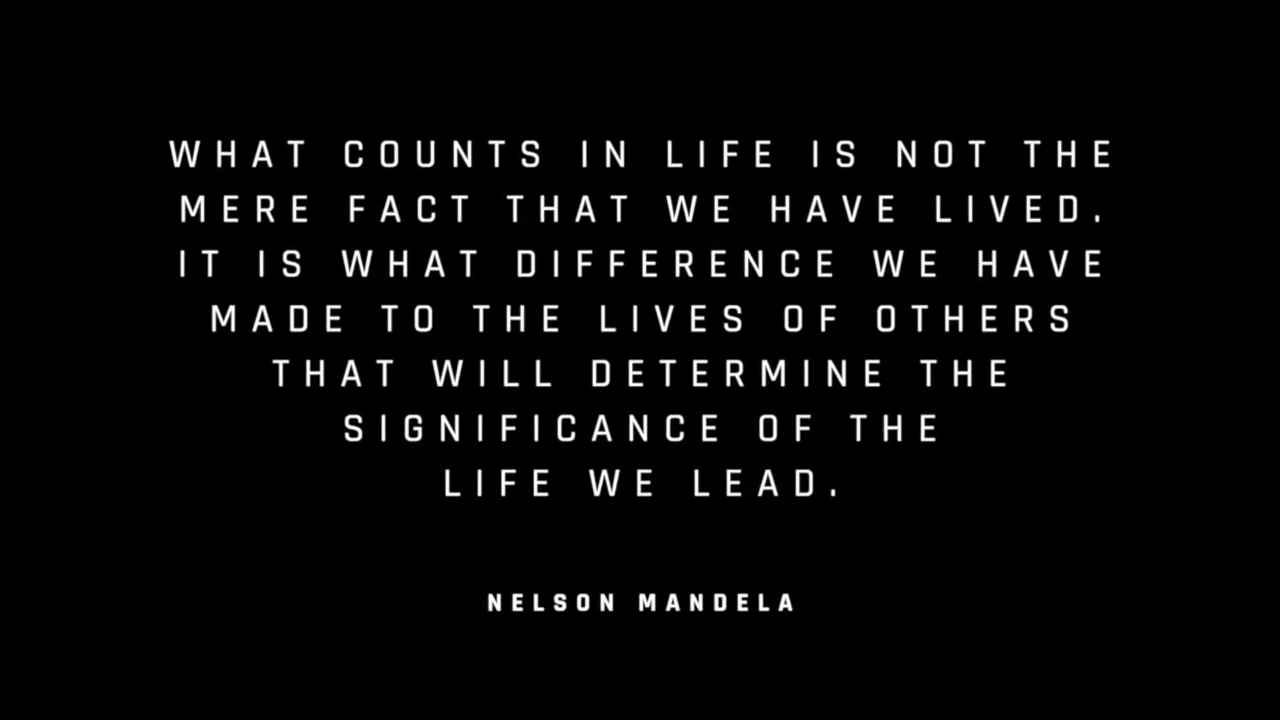 WHAT COUNTS IN LIFE IS NOT THE
MERE FACT THAT WE HAVE LIVED.
IT IS WHAT DIFFERENCE WE HAVE
MADE TO THE LIVES OF OTHERS
THAT WILL DETERMINE THE
SIGNIFICANCE OF THE
LIFE WE LEAD.
NELSON MANDELA